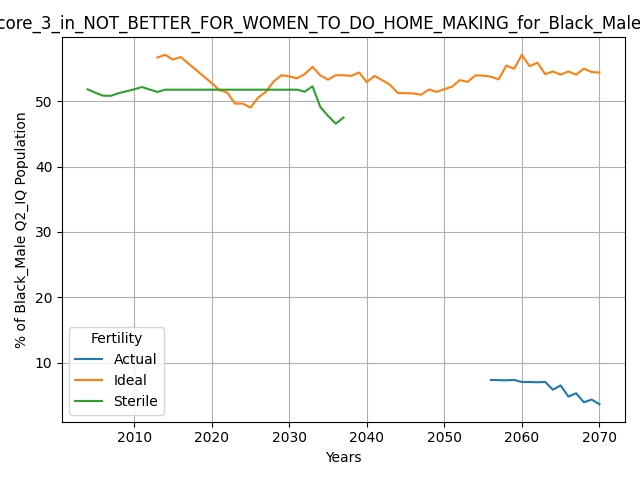 core_3_in_NOT_BETTER_FOR_WOMEN_TO_DO_HOME_MAKING_for_Black_Male
% of Black_Male Q2_IQ Population
50
40
30
20
10
Fertility
Actual
Ideal
Sterile
2010 2020 2030 2040 2050 2060 2070
Years